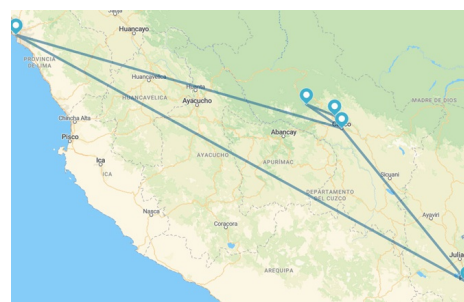 Huancayo
PROVINCIA
DE LIMA
Huancavelica
HUANCAVELICA
Huanta
MADRE DE DIOS
Ayacucho
Chincha Alta
Pisco
Abancay
AYACUCHO
APURÍMAC
Ica
ICA
Sicuani
DEPARTAMENTO
DEL CUZCO
Nasca
Ayaviri
Coracora
Julia
AREQUIPA